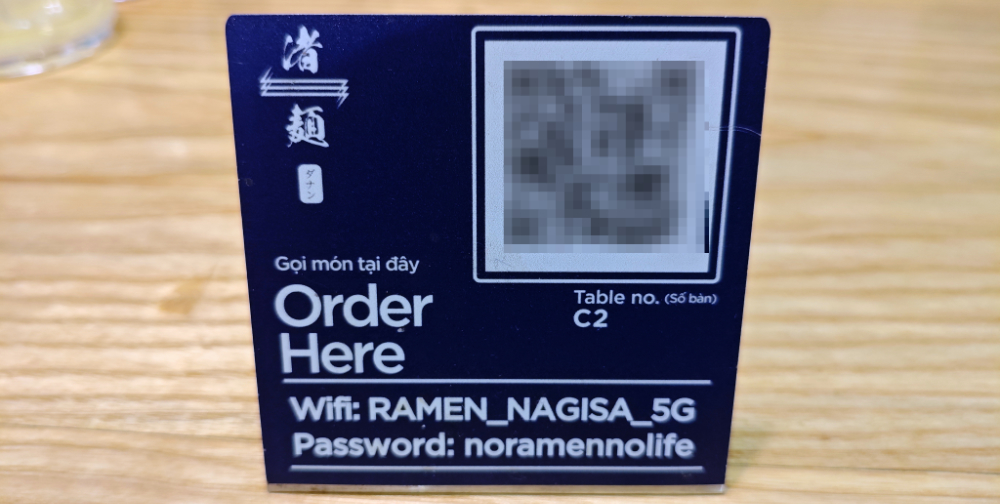 渚
麺
ダナン
Gọi món tại đây
Order
Here
Table no. (Số bàn)
C2
Wifi: RAMEN_NAGISA_5G
Password: noramennolife